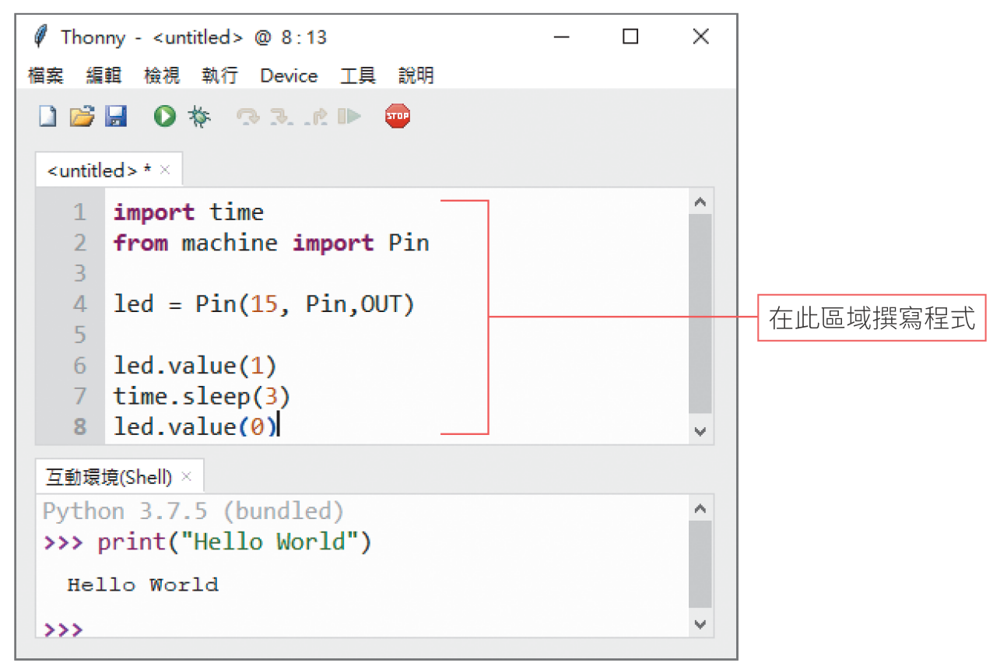 Thonny - <untitled> @ 8:13
檔案 編輯 檢視 執行 Device 工具 說明
STOP
<untitled> * ×
1 import time
2 from machine import Pin
3
4 led = Pin(15, Pin,OUT)
5
6 led.value(1)
7 time.sleep(3)
8 led.value(0)
在此區域撰寫程式
互動環境(Shell) ×
Python 3.7.5 (bundled)
>>> print("Hello World")
Hello World
>>>